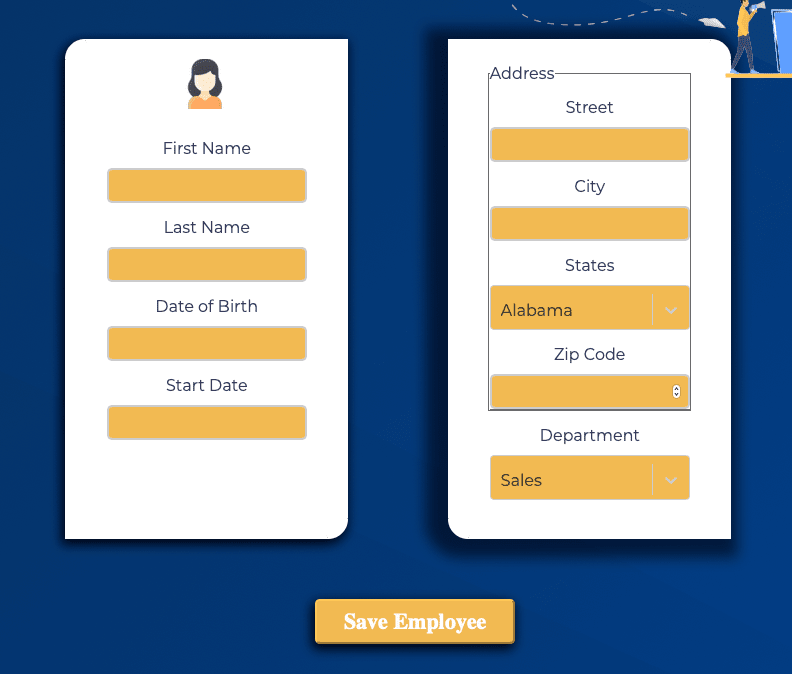 First Name
Last Name
Date of Birth
Start Date
Address
Street
City
States
Alabama
Zip Code
Department
Sales
Save Employee